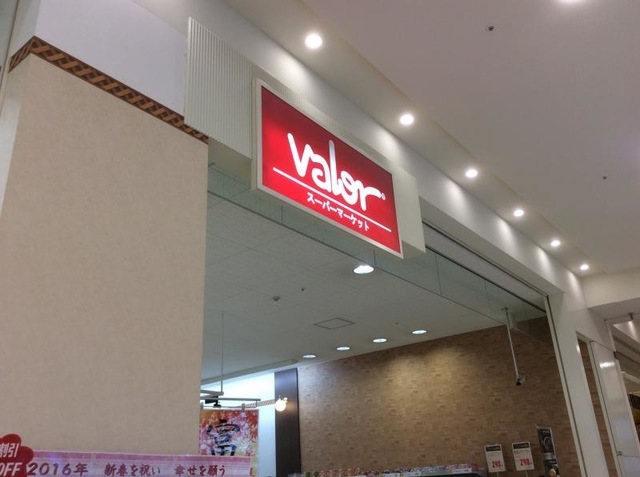 valor
スーパーマーケット
割引
OFF
2016年 新春を祝い 幸せを願う